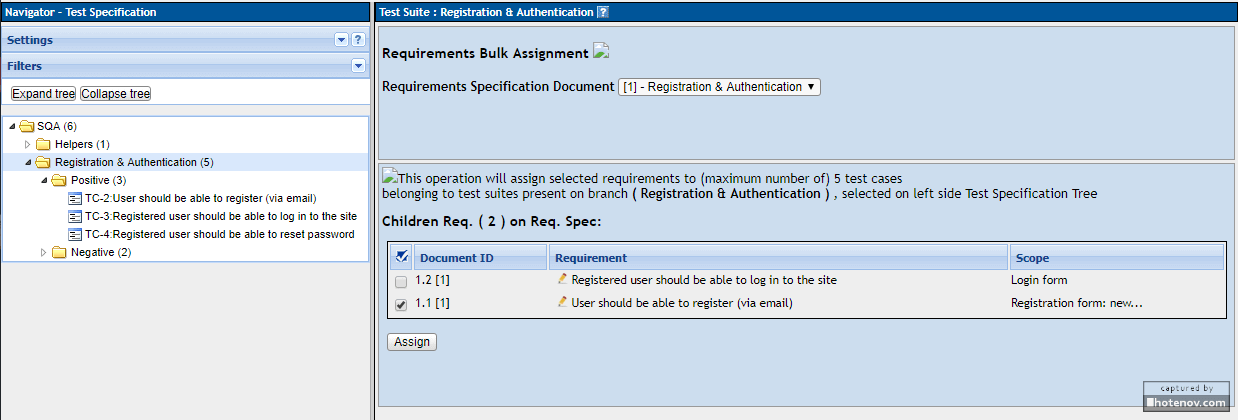 Navigator - Test Specification
Settings
?
Filters
Expand tree Collapse tree
SQA (6)
Helpers (1)
Registration & Authentication (5)
Positive (3)
TC-2:User should be able to register (via email)
TC-3:Registered user should be able to log in to the site
TC-4:Registered user should be able to reset password
Negative (2)
Test Suite : Registration & Authentication ?
Requirements Bulk Assignment
Requirements Specification Document [1] - Registration & Authentication
This operation will assign selected requirements to (maximum number of) 5 test cases
belonging to test suites present on branch ( Registration & Authentication ) , selected on left side Test Specification Tree
Children Req. ( 2 ) on Req. Spec:
Document ID Requirement Scope
1.2 [1] Registered user should be able to log in to the site Login form
1.1 [1] User should be able to register (via email) Registration form: new...
Assign
captured by
hotenov.com